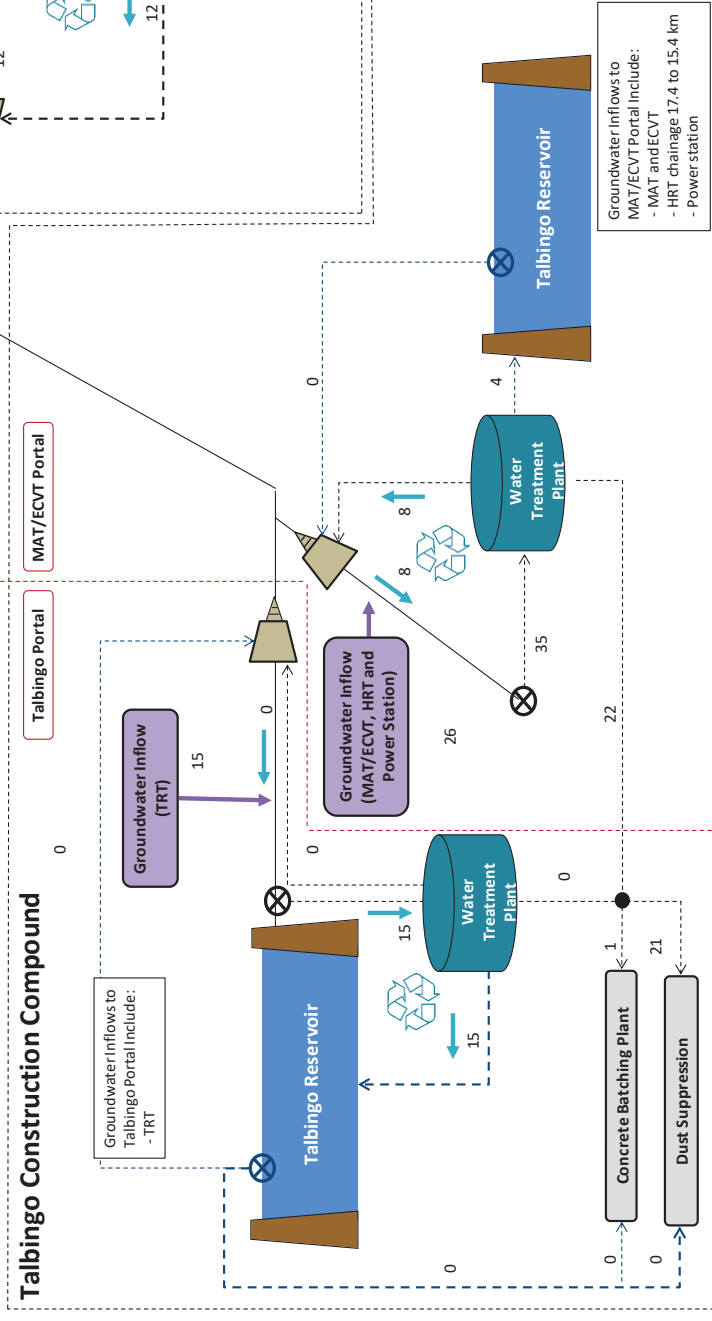 Talbingo Construction Compound
Groundwater Inflows to
Talbingo Portal Include:
- TRT
0
Groundwater Inflow
(TRT)
15
Talbingo Portal
MAT/ECVT Portal
12
12
Talbingo Reservoir
0
0
15
15
Water
Treatment
Plant
Groundwater Inflow
(MAT/ECVT, HRT and
Power Station)
26
8
8
0
35
Water
Treatment
Plant
4
Talbingo Reservoir
Groundwater Inflows to
MAT/ECVT Portal Include:
- MAT and ECVT
- HRT chainage 17.4 to 15.4 km
- Power station
0
0
0
0
1
21
22
Concrete Batching Plant
Dust Suppression